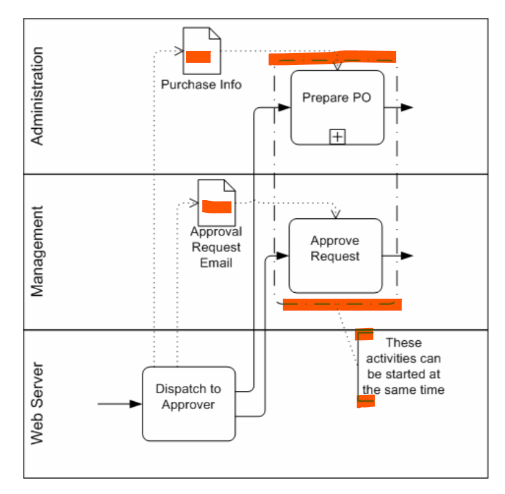 Administration
Purchase Info
Prepare PO
Management
Approval
Request
Email
Approve
Request
Web Server
Dispatch to
Approver
These
activities can
be started at
the same time